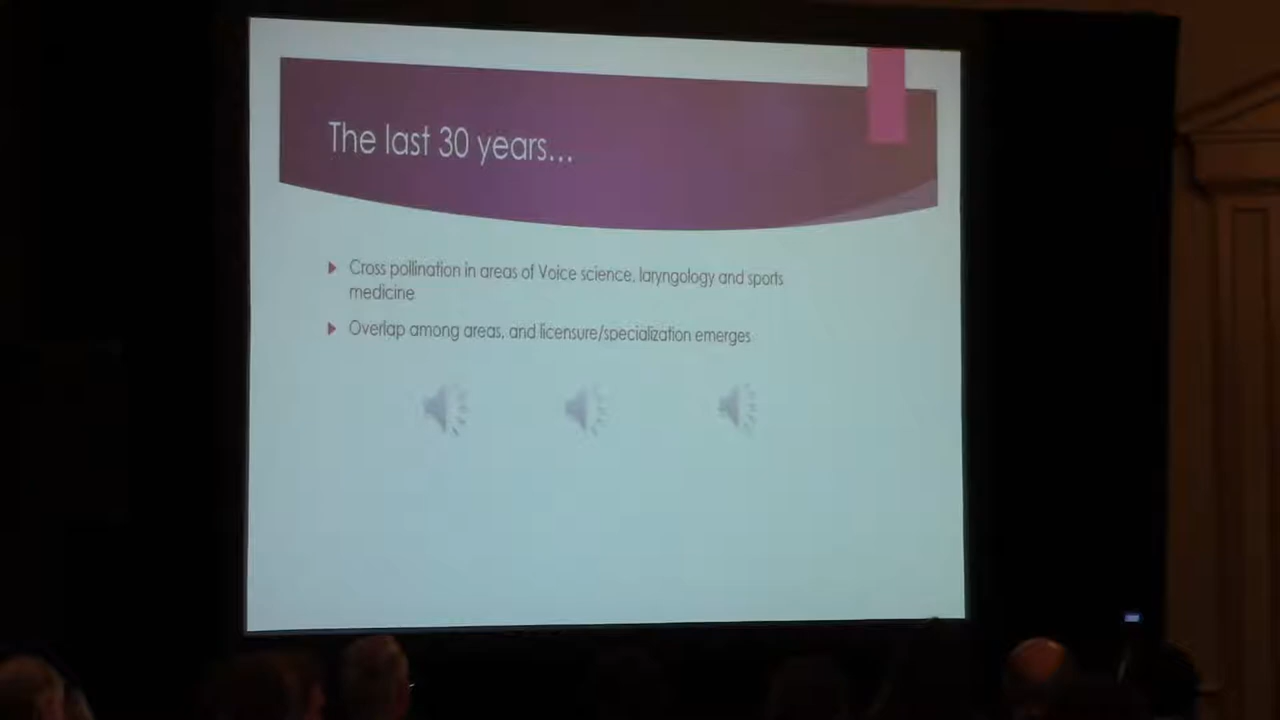 The last 30 years...
Cross pollination in areas of Voice science, laryngology and sports
medicine
Overlap among areas, and licensure/specialization emerges